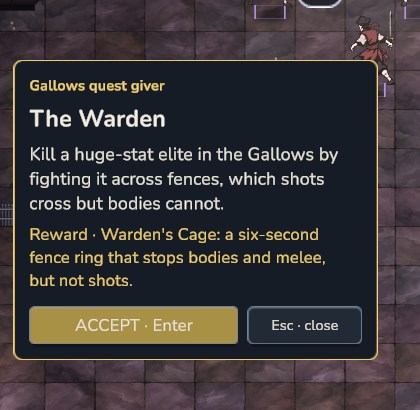 Gallows quest giver
The Warden
Kill a huge-stat elite in the Gallows by
fighting it across fences, which shots
cross but bodies cannot.
Reward · Warden's Cage: a six-second
fence ring that stops bodies and melee,
but not shots.
ACCEPT · Enter
Esc · close